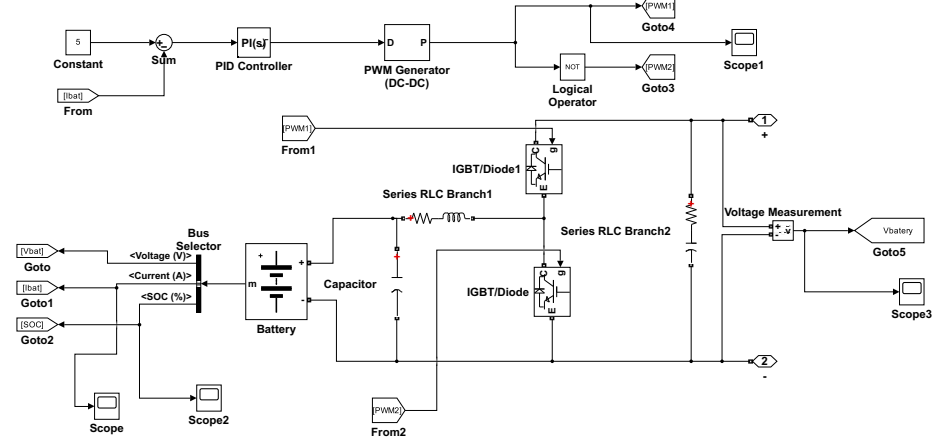 [PWM1]
Goto4
5
Constant
+
-
Sum
PI(s)
PID Controller
D
P
PWM Generator
(DC-DC)
Scope1
NOT
Logical
Operator
[PWM2]
Goto3
[Ibat]
From
[PWM1]
From1
1
+
C
g
E
IGBT/Diode1
Series RLC Branch1
+
+
Series RLC Branch2
Voltage Measurement
+
-
v
Vbatery
Goto5
Scope3
Bus
Selector
[Vbat]
Goto
<Voltage (V)>
[Ibat]
Goto1
<Current (A)>
[SOC]
Goto2
<SOC (%)>
m
+
+
-
Battery
Capacitor
+
C
g
E
IGBT/Diode
2
-
Scope
Scope2
[PWM2]
From2